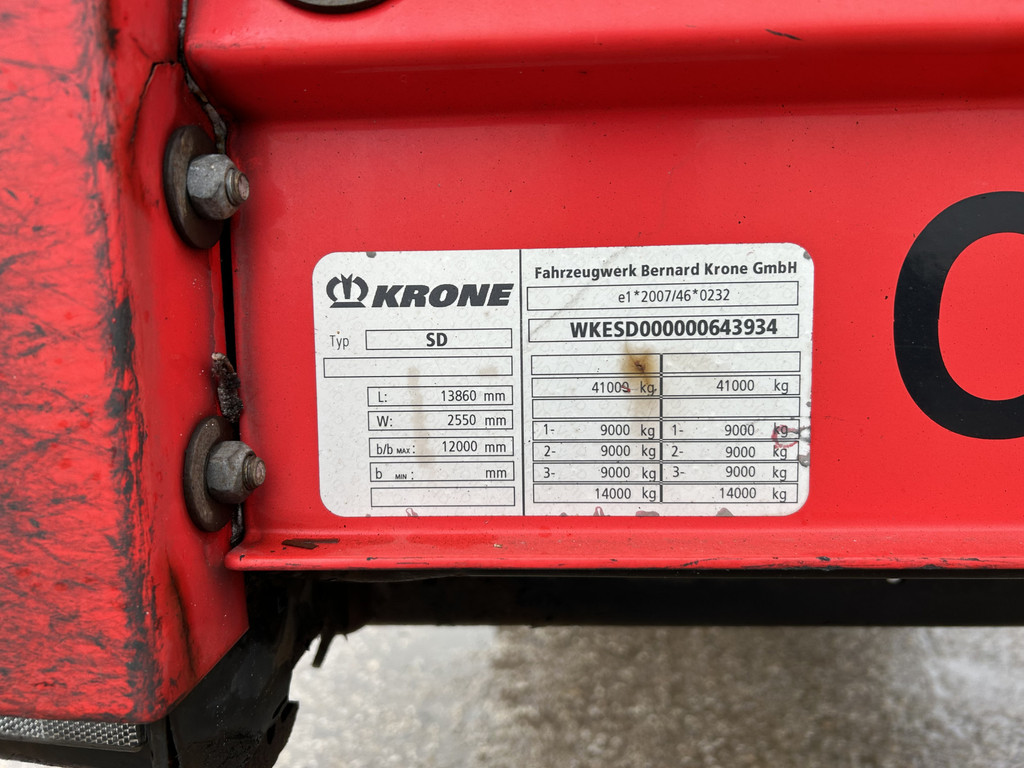 KRONE
Typ SD
L: 13860 mm
W: 2550 mm
b/b MAX: 12000 mm
b MIN: mm
Fahrzeugwerk Bernard Krone GmbH
e1*2007/46*0232
WKESD000000643934
41000 kg 41000 kg
1- 9000 kg 1- 9000 kg
2- 9000 kg 2- 9000 kg
3- 9000 kg 3- 9000 kg
14000 kg 14000 kg